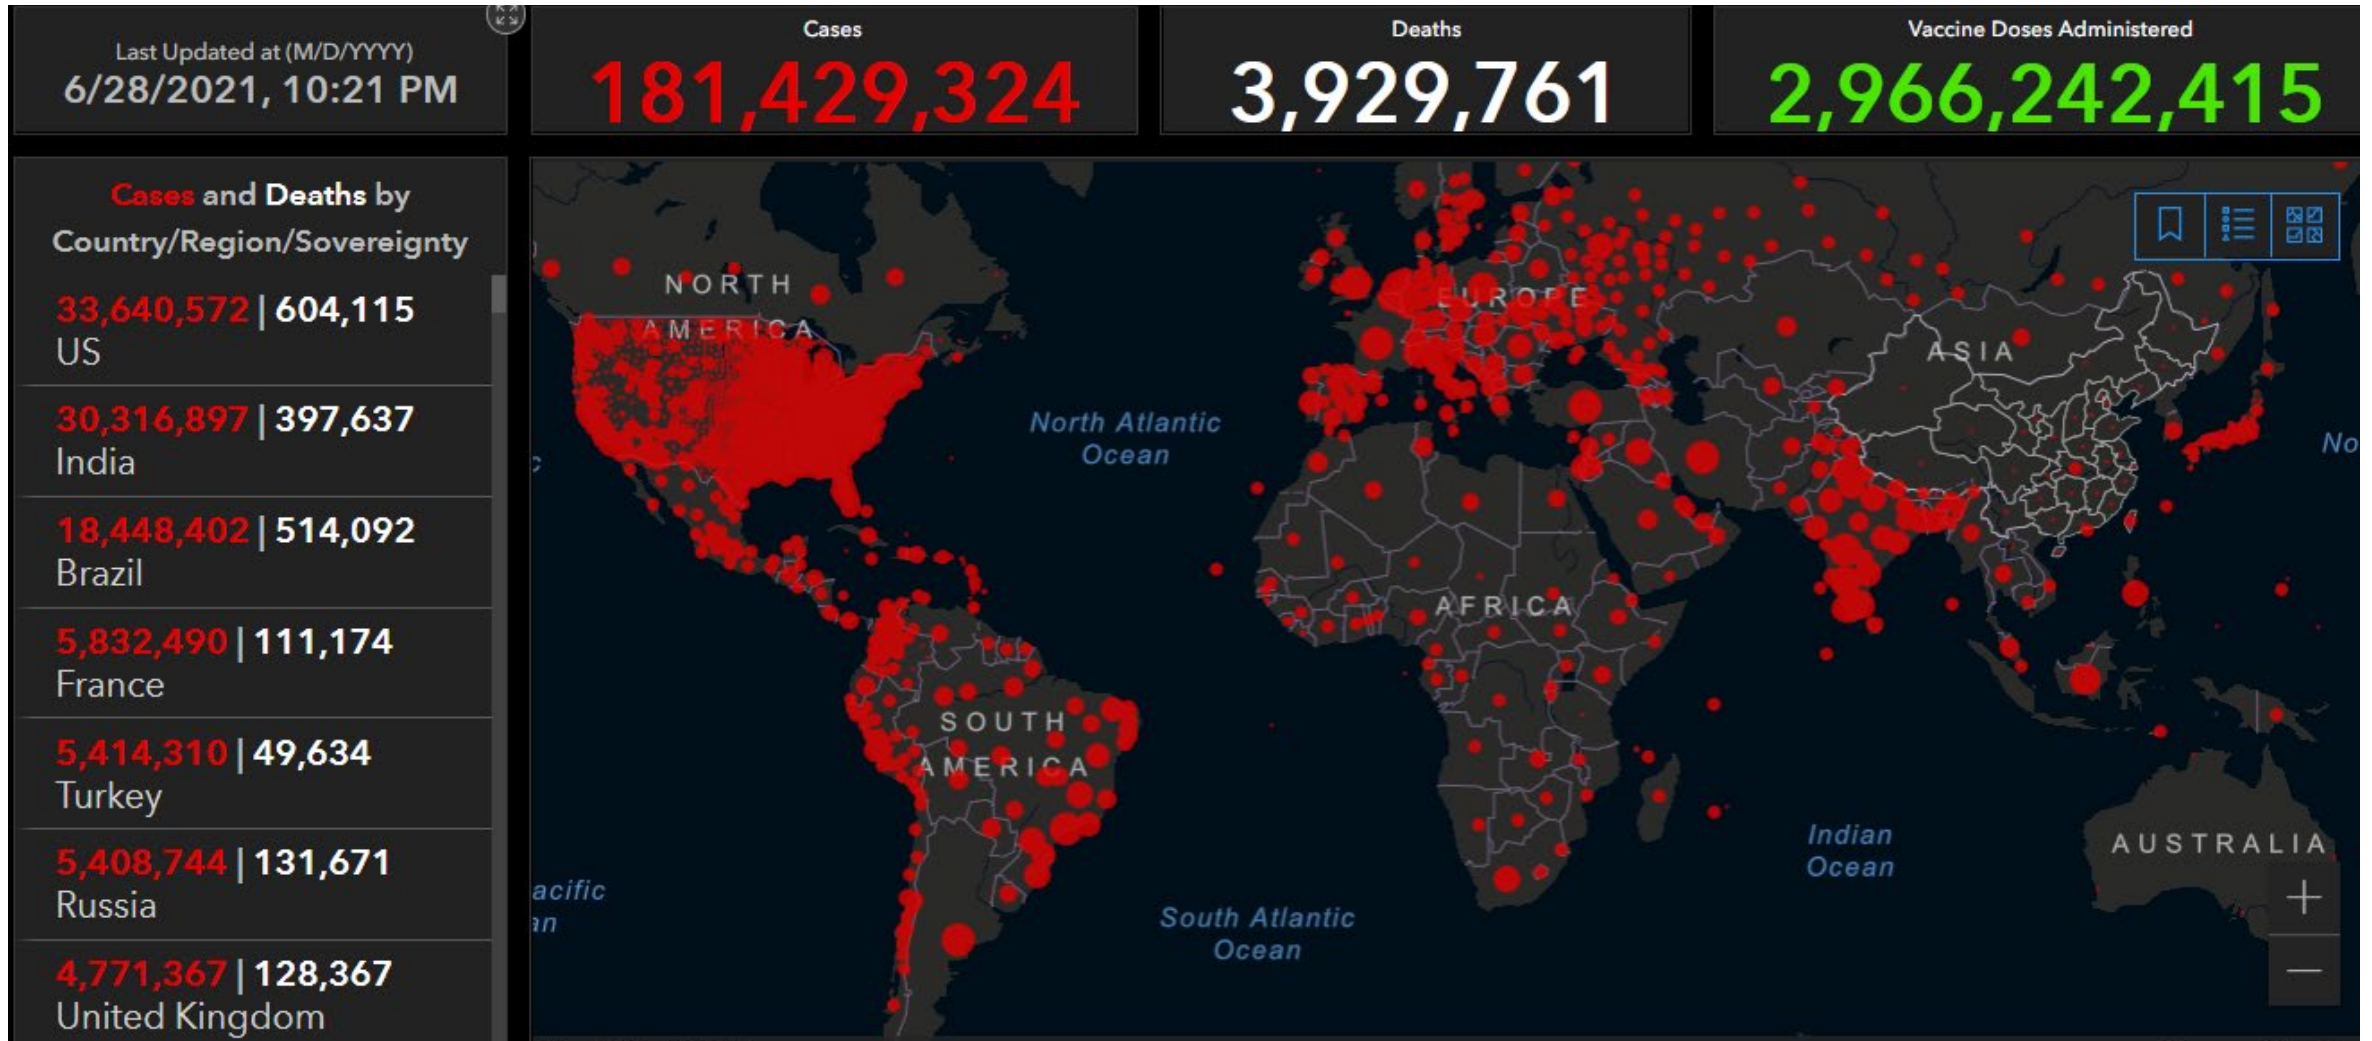 Last Updated at (M/D/YYYY)
6/28/2021, 10:21 PM
Cases
181,429,324
Deaths
3,929,761
Vaccine Doses Administered
2,966,242,415
Cases and Deaths by
Country/Region/Sovereignty
33,640,572 | 604,115
US
30,316,897 | 397,637
India
18,448,402 | 514,092
Brazil
5,832,490 | 111,174
France
5,414,310 | 49,634
Turkey
5,408,744 | 131,671
Russia
4,771,367 | 128,367
United Kingdom
NORTH
AMERICA
EUROPE
ASIA
North Atlantic
Ocean
No
c
AFRICA
SOUTH
AMERICA
Indian
Ocean
AUSTRALIA
acific
an
South Atlantic
Ocean
+
−